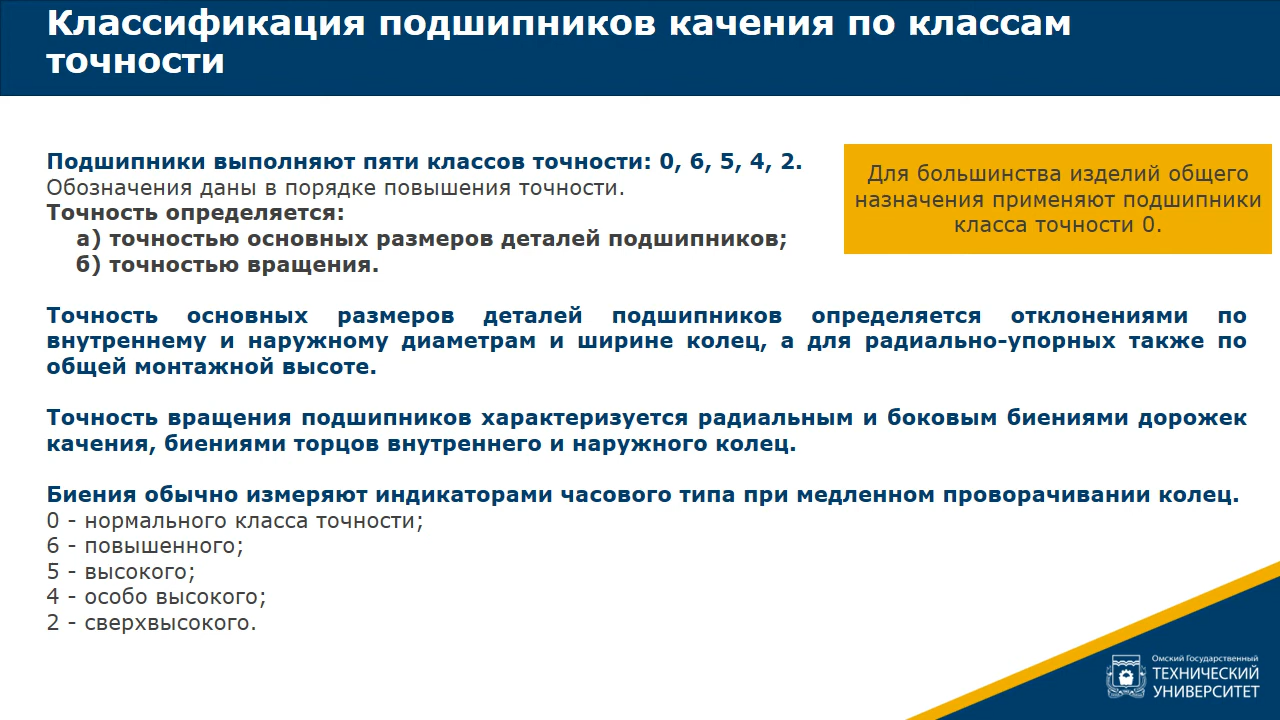 Классификация подшипников качения по классам
точности
Подшипники выполняют пяти классов точности: 0, 6, 5, 4, 2.
Обозначения даны в порядке повышения точности.
Точность определяется:
а) точностью основных размеров деталей подшипников;
б) точностью вращения.
Для большинства изделий общего
назначения применяют подшипники
класса точности 0.
Точность основных размеров деталей подшипников определяется отклонениями по
внутреннему и наружному диаметрам и ширине колец, а для радиально-упорных также по
общей монтажной высоте.
Точность вращения подшипников характеризуется радиальным и боковым биениями дорожек
качения, биениями торцов внутреннего и наружного колец.
Биения обычно измеряют индикаторами часового типа при медленном проворачивании колец.
0 - нормального класса точности;
6 - повышенного;
5 - высокого;
4 - особо высокого;
2 - сверхвысокого.
Омский Государственный
ТЕХНИЧЕСКИЙ
УНИВЕРСИТЕТ